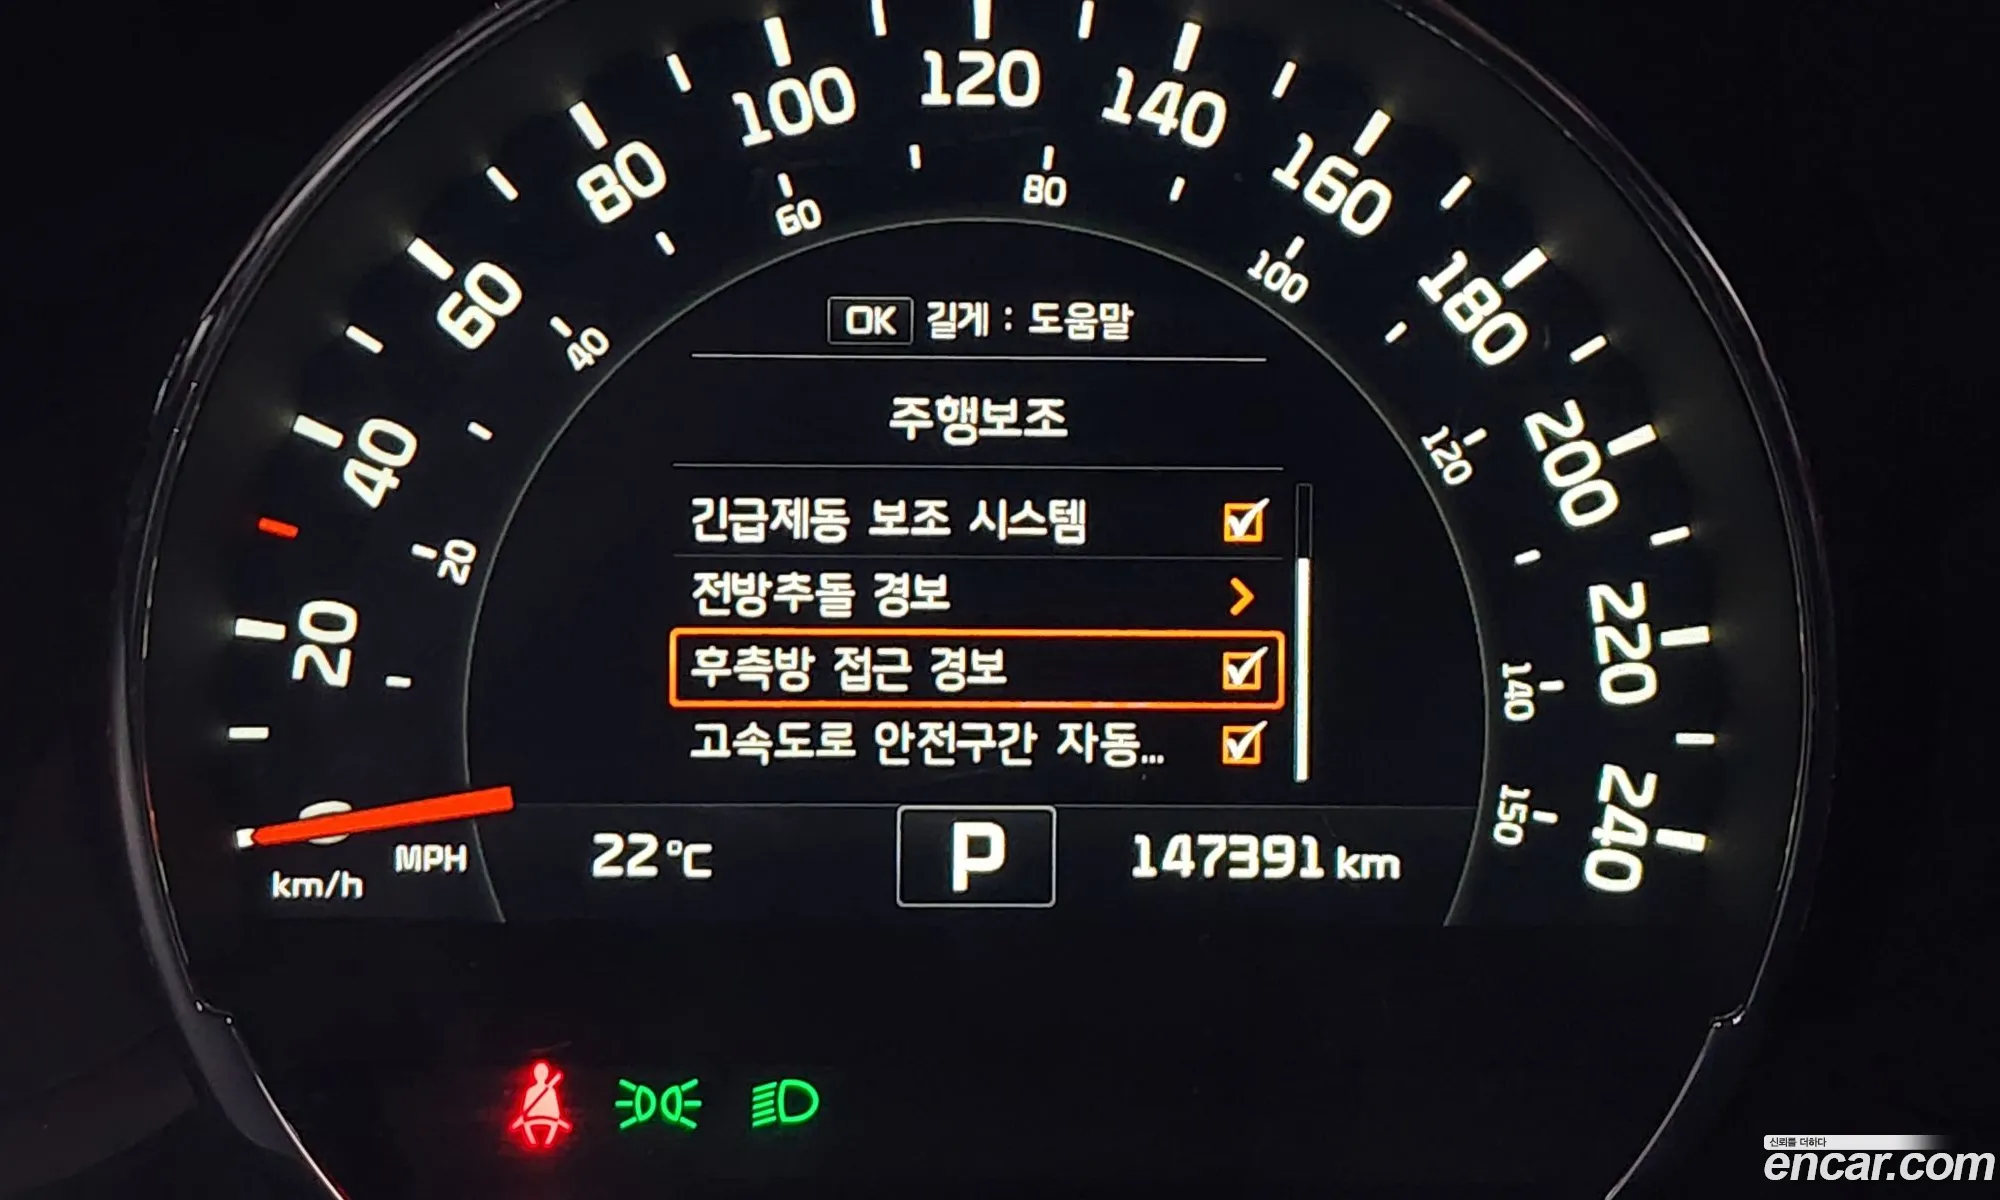 0
20
40
60
80
100
120
140
160
180
200
220
240
20
40
60
80
100
120
140
150
km/h
MPH
OK 길게 : 도움말
주행보조
긴급제동 보조 시스템
전방추돌 경보
후측방 접근 경보
고속도로 안전구간 자동...
22°C
P
147391 km
신뢰를 더하다
encar.com